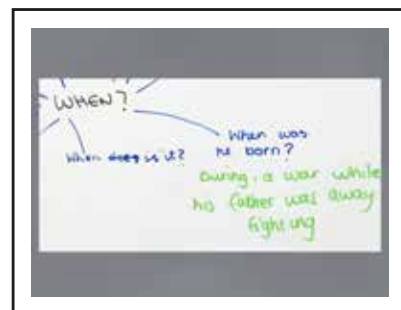 WHEN?
When was
he born?
When does is it?
During, a war while
his father was away
fighting